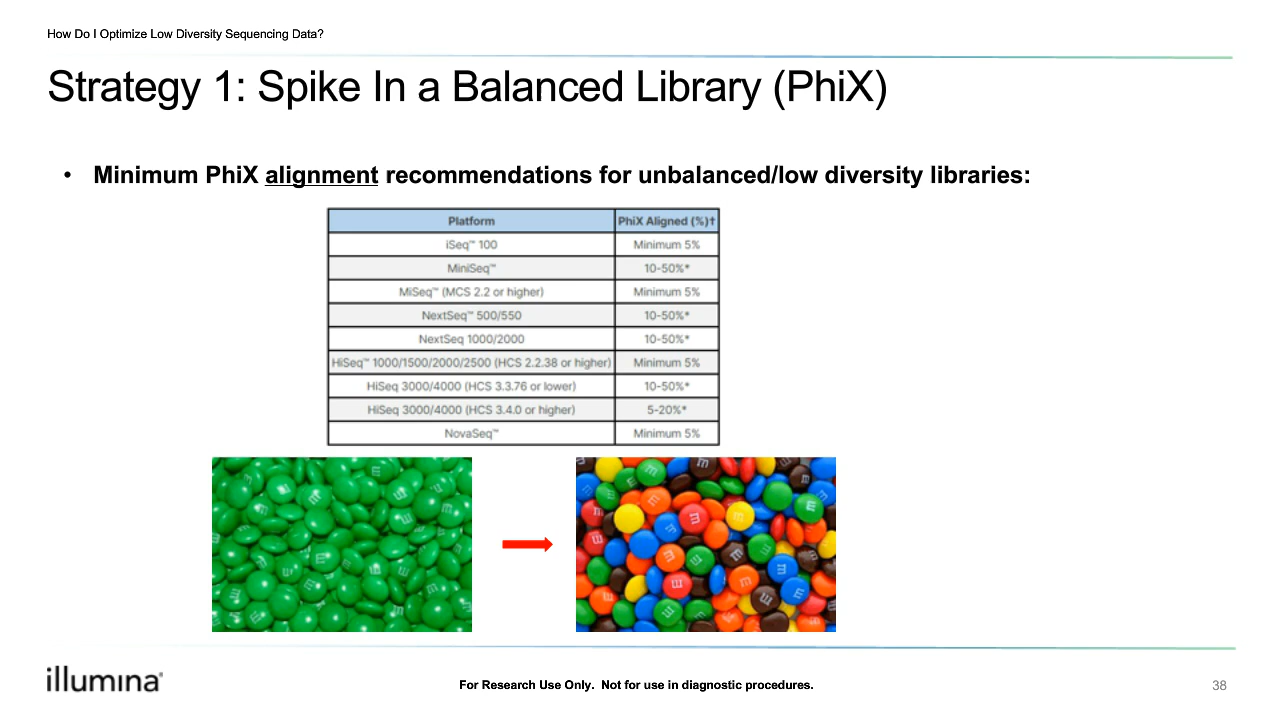 How Do I Optimize Low Diversity Sequencing Data?
Strategy 1: Spike In a Balanced Library (PhiX)
• Minimum PhiX alignment recommendations for unbalanced/low diversity libraries:
Platform PhiX Aligned (%)†
iSeq™ 100 Minimum 5%
MiniSeq™ 10-50%*
MiSeq™ (MCS 2.2 or higher) Minimum 5%
NextSeq™ 500/550 10-50%*
NextSeq 1000/2000 10-50%*
HiSeq™ 1000/1500/2000/2500 (HCS 2.2.38 or higher) Minimum 5%
HiSeq 3000/4000 (HCS 3.3.76 or lower) 10-50%*
HiSeq 3000/4000 (HCS 3.4.0 or higher) 5-20%*
NovaSeq™ Minimum 5%
illumina®
For Research Use Only. Not for use in diagnostic procedures.
38